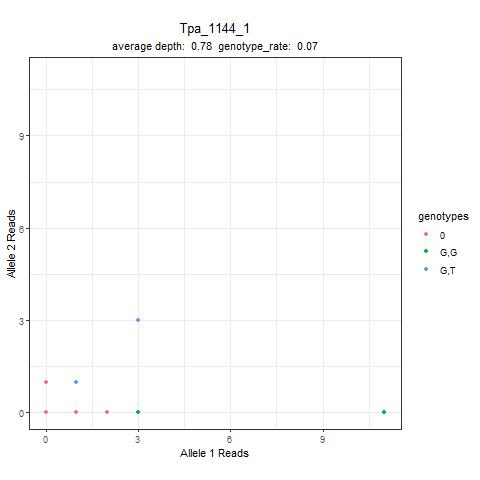 Tpa_1144_1
average depth: 0.78 genotype_rate: 0.07
Allele 2 Reads
9
6
3
0
0 3 6 9
Allele 1 Reads
genotypes
0
G,G
G,T